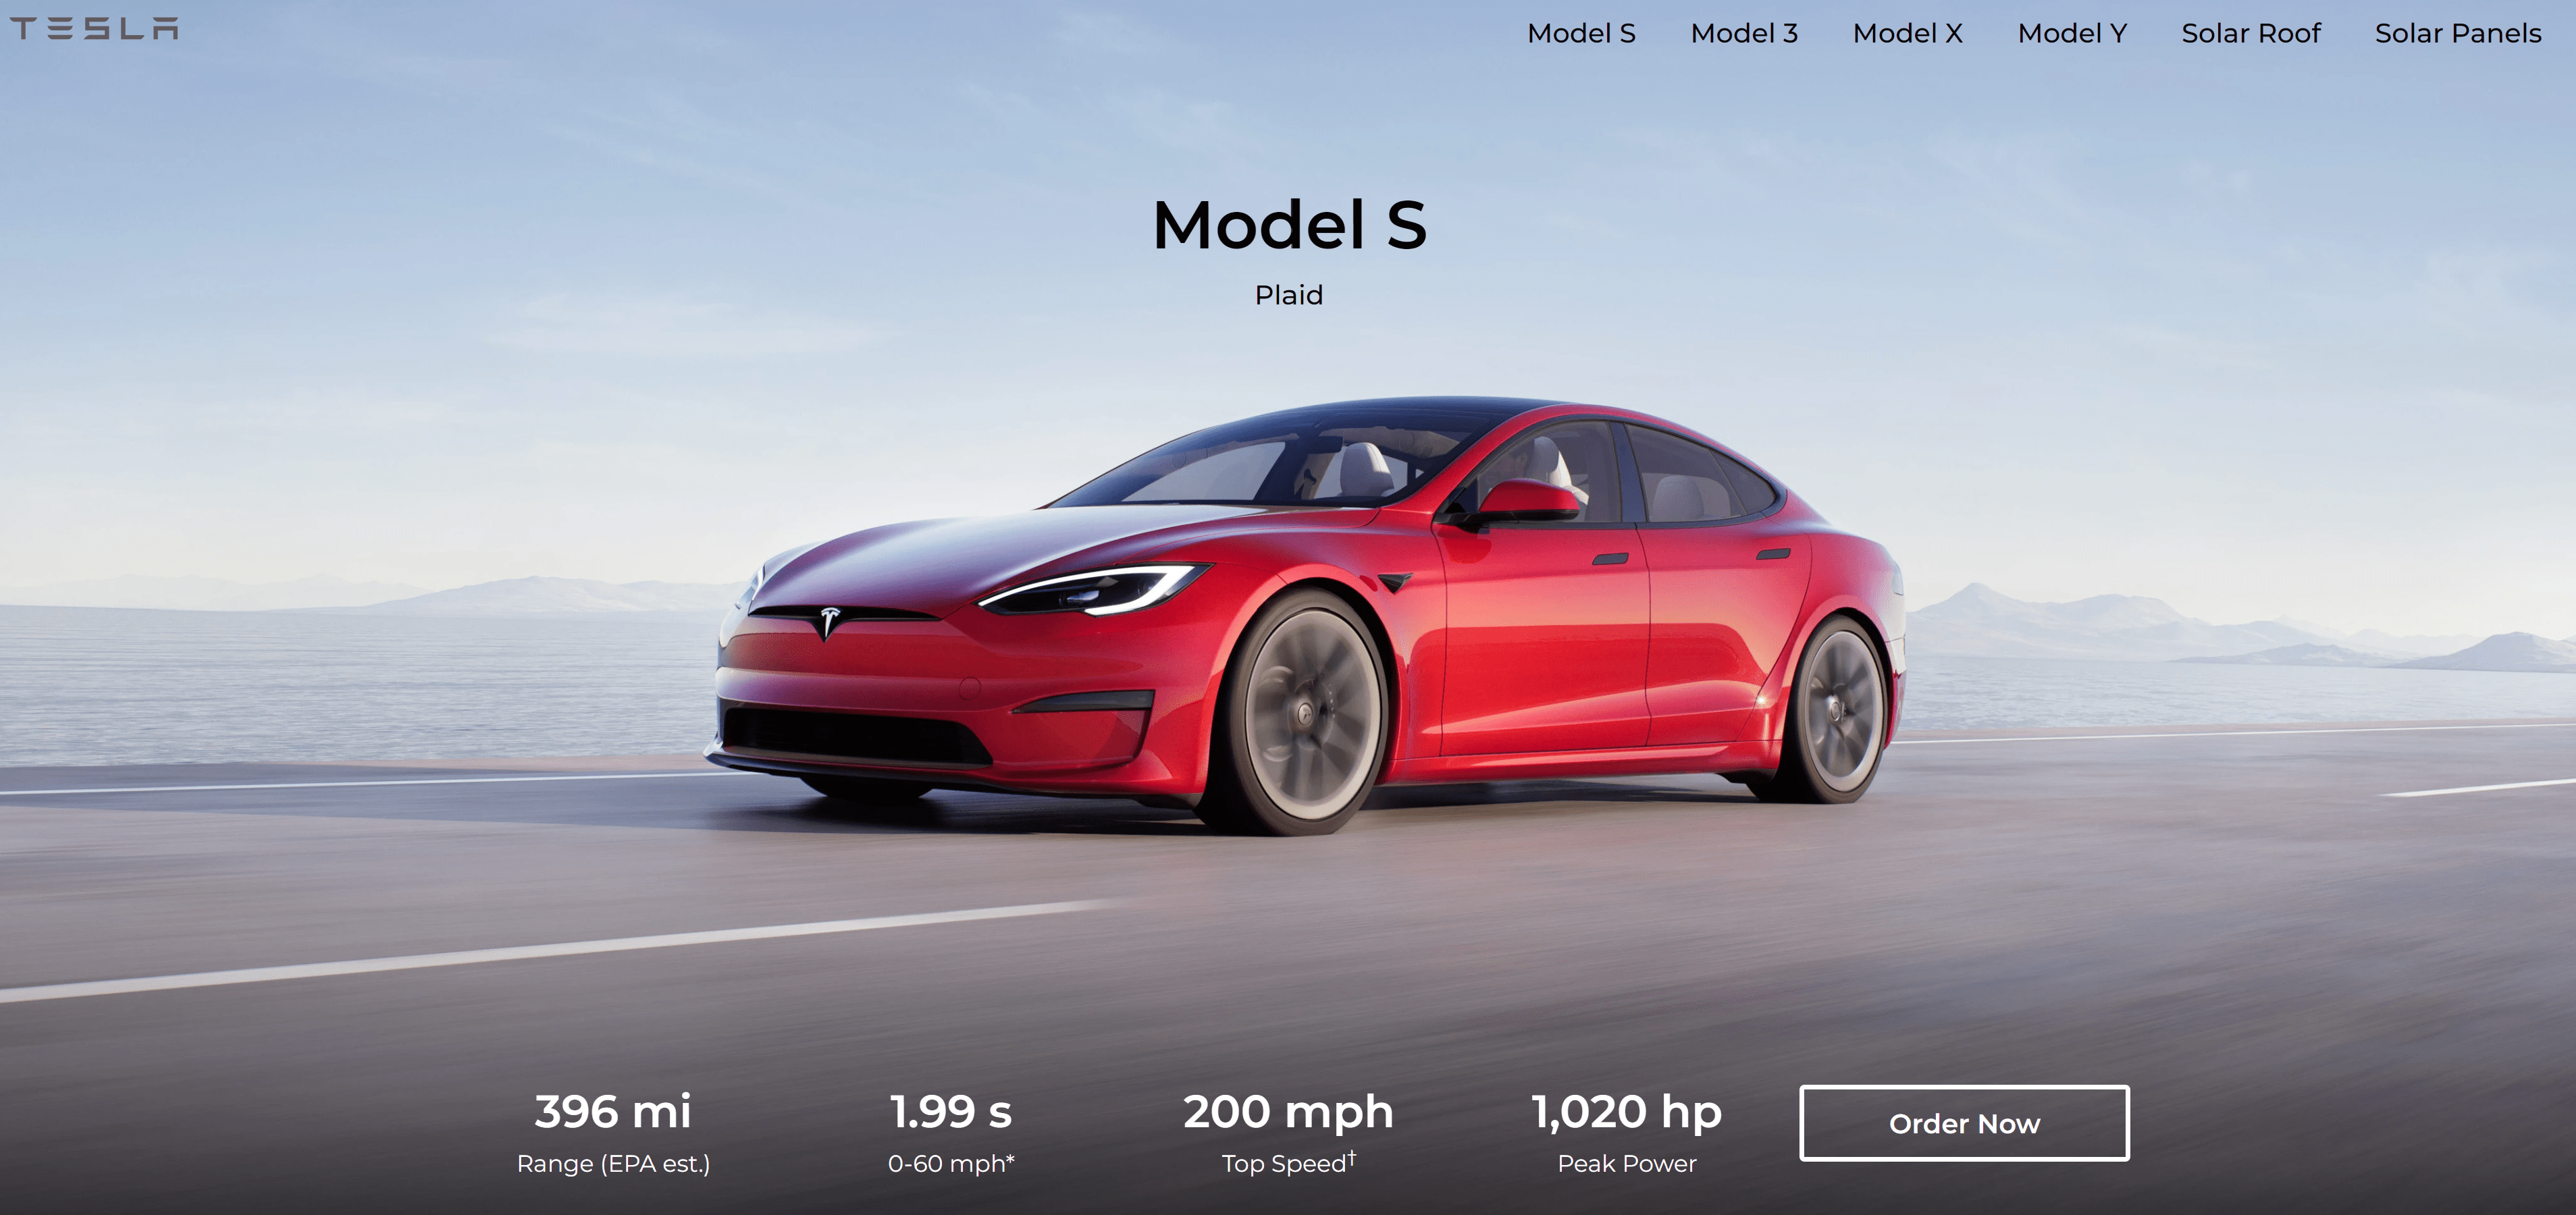 TESLA
Model S Model 3 Model X Model Y Solar Roof Solar Panels
Model S
Plaid
396 mi 1.99 s 200 mph 1,020 hp Order Now
Range (EPA est.) 0-60 mph* Top Speed† Peak Power